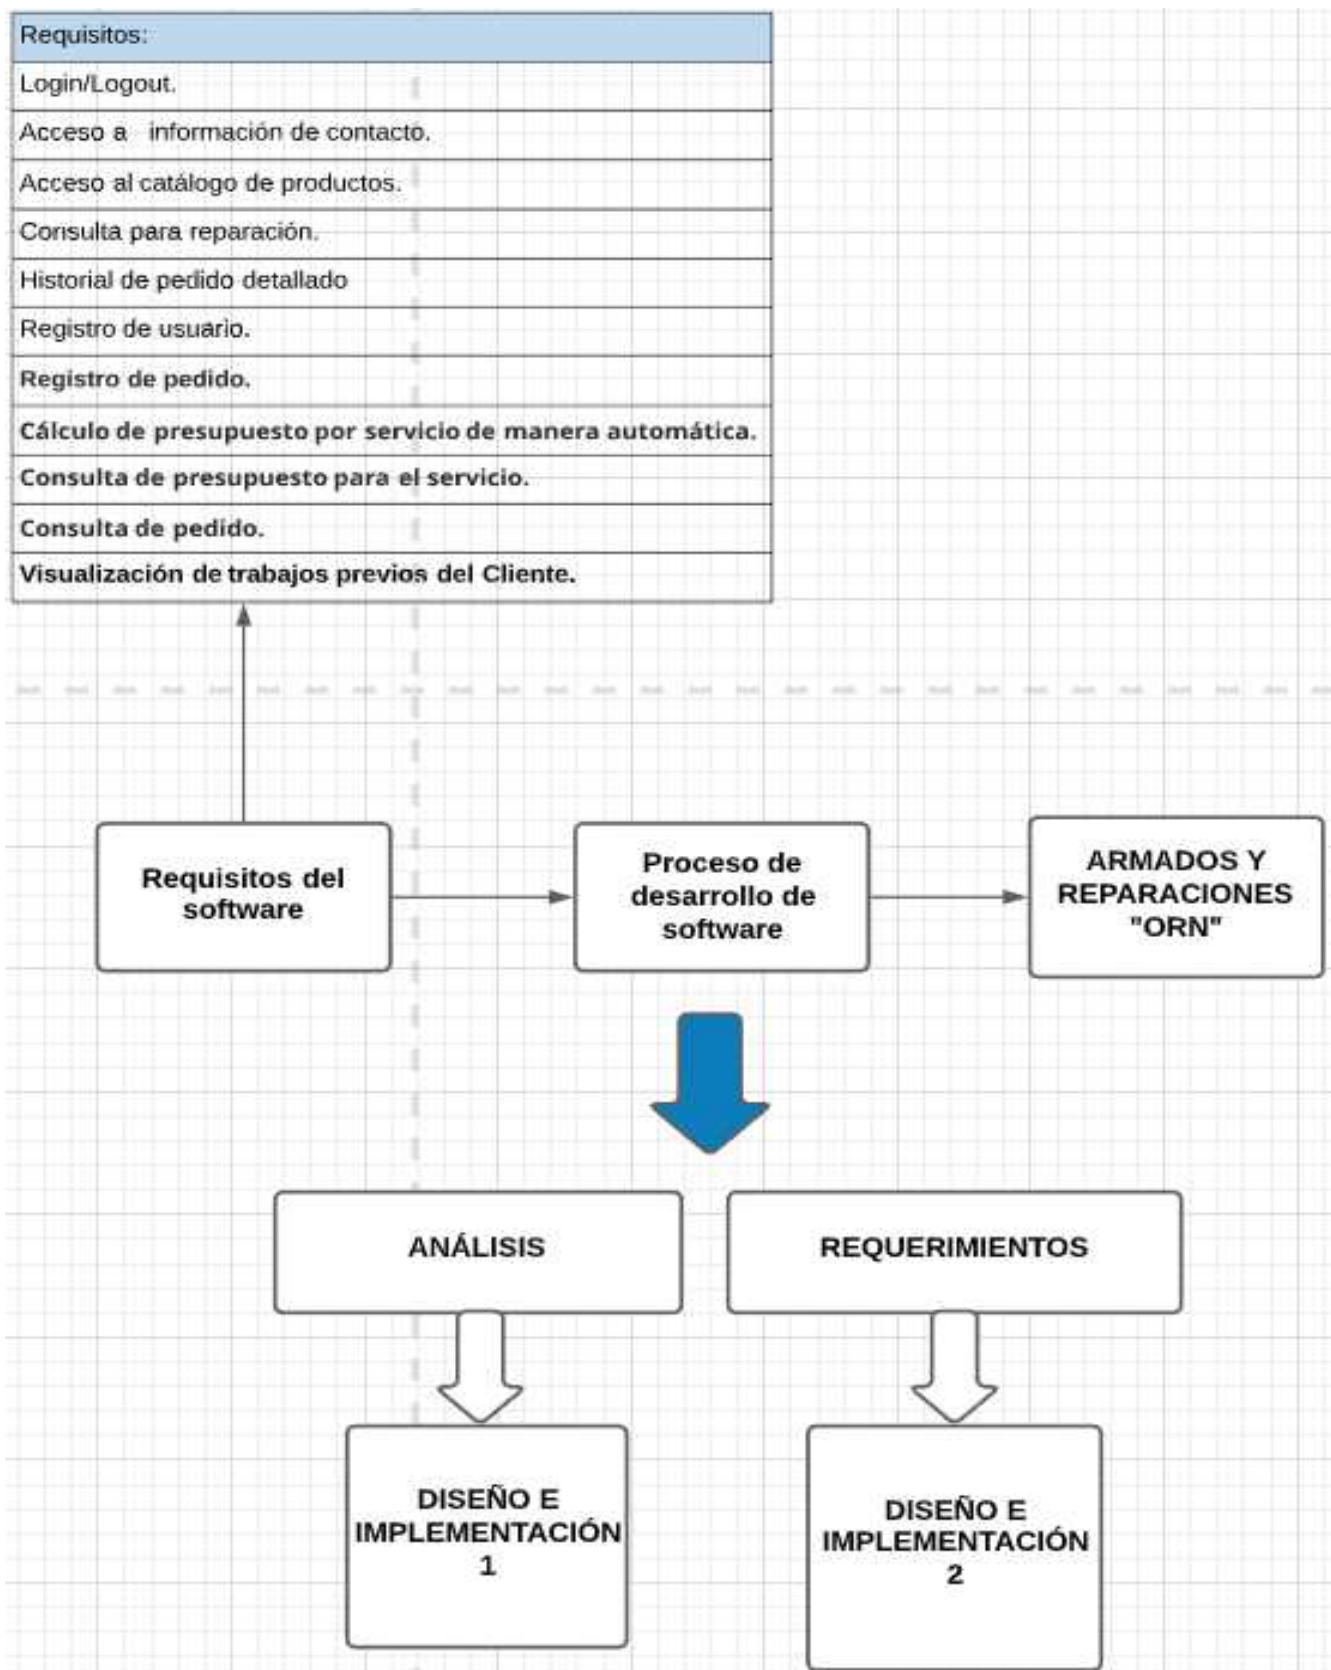 Requisitos:
Login/Logout.
Acceso a información de contacto.
Acceso al catálogo de productos.
Consulta para reparación.
Historial de pedido detallado
Registro de usuario.
Registro de pedido.
Cálculo de presupuesto por servicio de manera automática.
Consulta de presupuesto para el servicio.
Consulta de pedido.
Visualización de trabajos previos del Cliente.
Requisitos del
software
Proceso de
desarrollo de
software
ARMADOS Y
REPARACIONES
"ORN"
ANÁLISIS
REQUERIMIENTOS
DISEÑO E
IMPLEMENTACIÓN
1
DISEÑO E
IMPLEMENTACIÓN
2